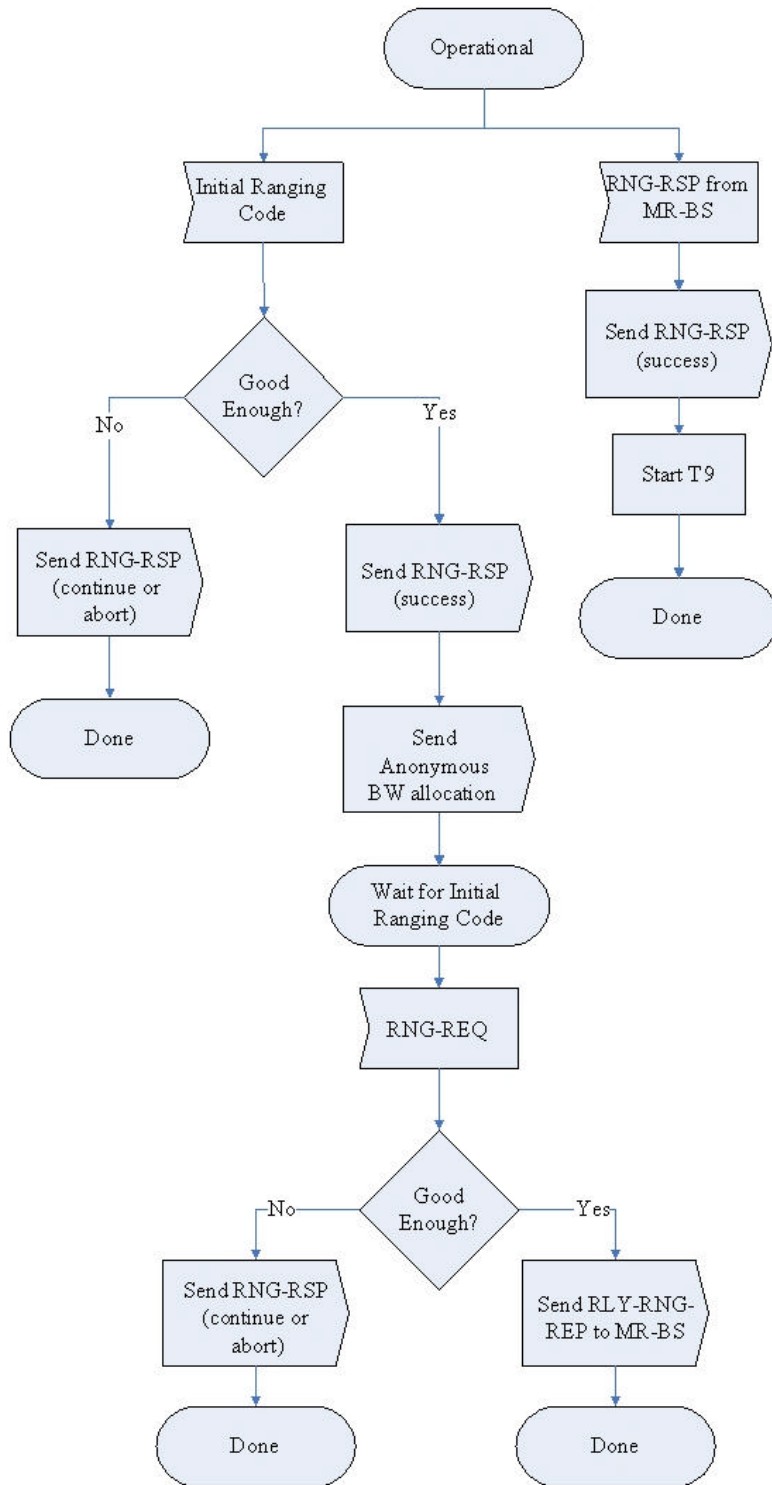 Operational
Initial Ranging
Code
RNG-RSP from
MR-BS
Send RNG-RSP
(success)
Good
Enough?
No
Yes
Start T9
Send RNG-RSP
(continue or
abort)
Send RNG-RSP
(success)
Done
Done
Send
Anonymous
BW allocation
Wait for Initial
Ranging Code
RNG-REQ
Good
Enough?
No
Yes
Send RNG-RSP
(continue or
abort)
Send RLY-RNG-
REP to MR-BS
Done
Done